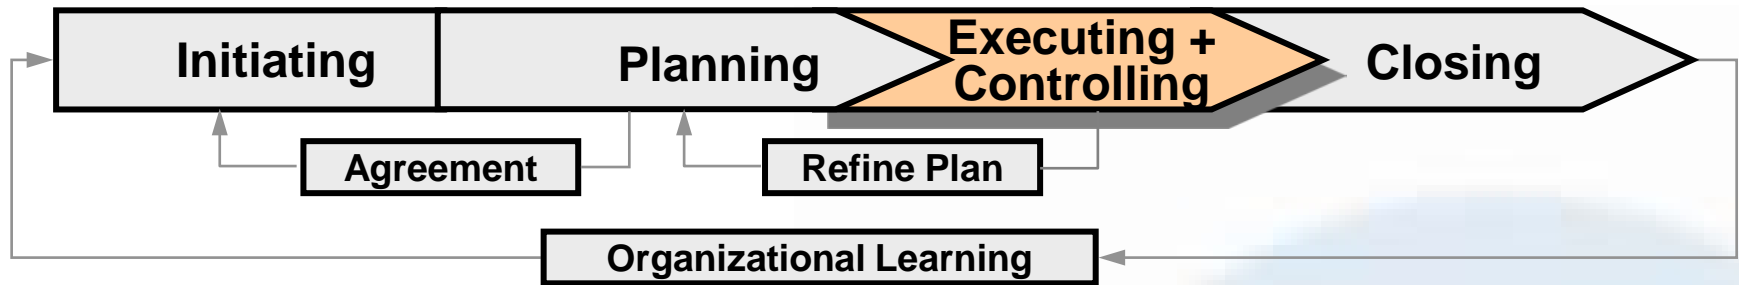 Initiating
Planning
Executing +
Controlling
Closing
Agreement
Refine Plan
Organizational Learning